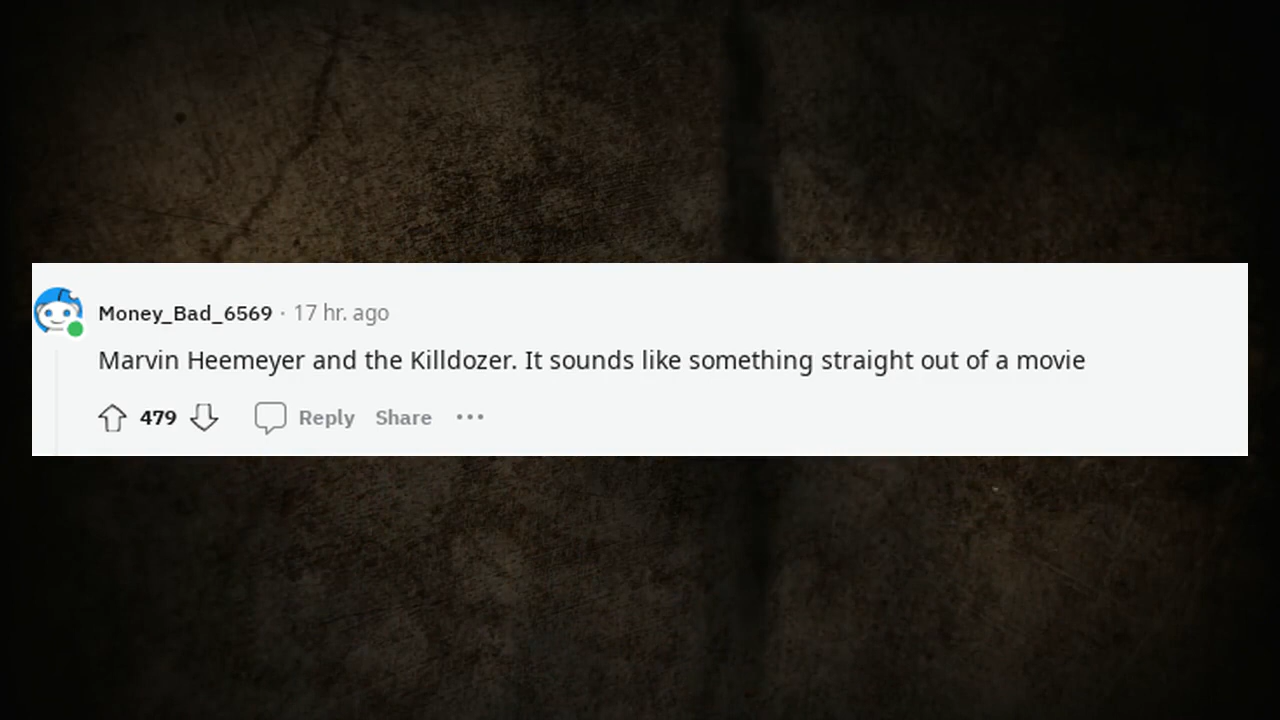 Money_Bad_6569 · 17 hr. ago
Marvin Heemeyer and the Killdozer. It sounds like something straight out of a movie
479 Reply Share ...